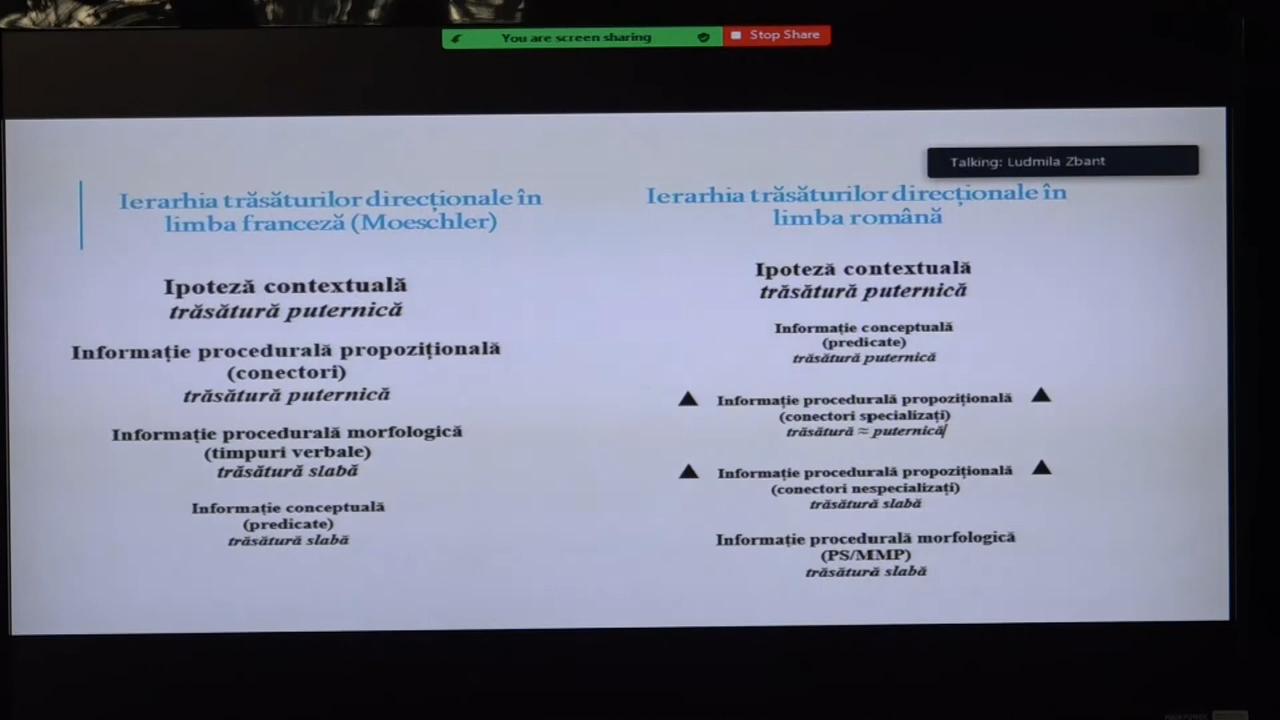 You are screen sharing
Stop Share
Talking: Ludmila Zbant
Ierarhia trăsăturilor direcționale în
limba franceză (Moeschler)
Ipoteză contextuală
trăsătură puternică
Informație procedurală propozițională
(conectori)
trăsătură puternică
Informație procedurală morfologică
(timpuri verbale)
trăsătură slabă
Informație conceptuală
(predicate)
trăsătură slabă
Ierarhia trăsăturilor direcționale în
limba română
Ipoteză contextuală
trăsătură puternică
Informație conceptuală
(predicate)
trăsătură puternică
Informație procedurală propozițională
(conectori specializați)
trăsătură ≈ puternică
Informație procedurală propozițională
(conectori nespecializați)
trăsătură slabă
Informație procedurală morfologică
(PS/MMP)
trăsătură slabă